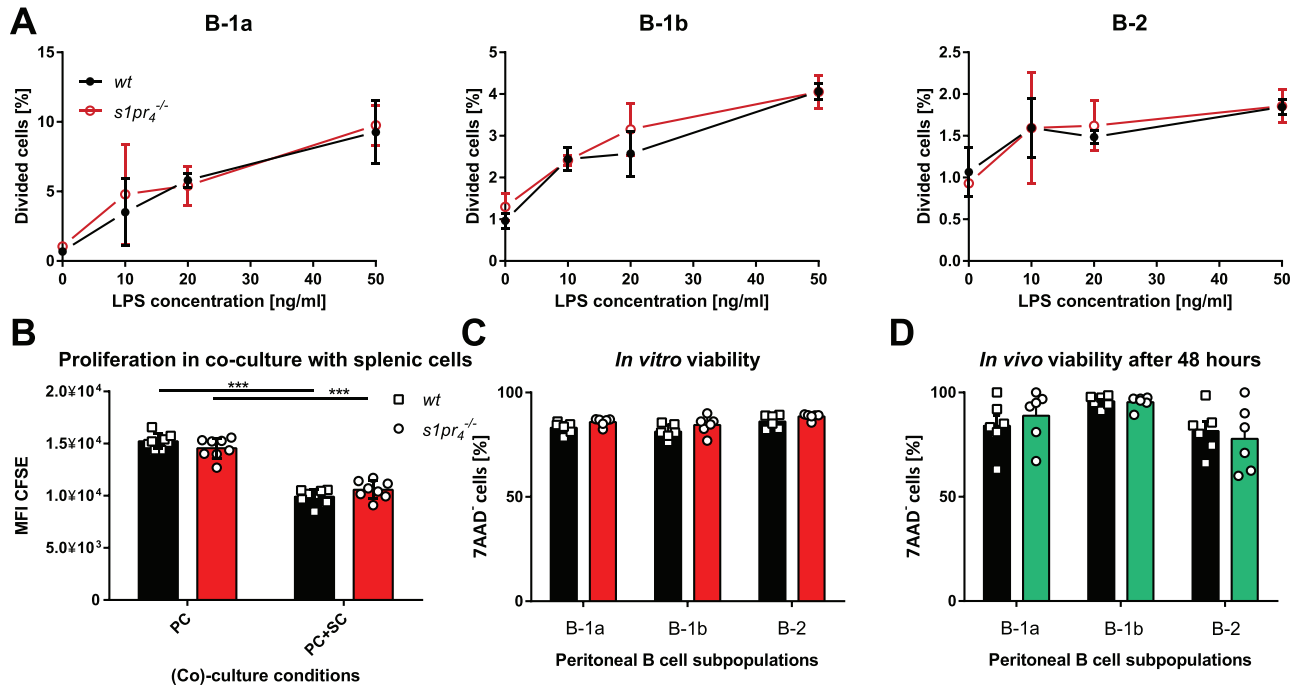 A
B-1a
B-1b
B-2
Divided cells [%]
15
10
5
0
wt
s1pr4-/-
0 10 20 30 40 50
LPS concentration [ng/ml]
Divided cells [%]
5
4
3
2
1
0
0 10 20 30 40 50
LPS concentration [ng/ml]
Divided cells [%]
2.5
2.0
1.5
1.0
0.5
0.0
0 10 20 30 40 50
LPS concentration [ng/ml]
B
Proliferation in co-culture with splenic cells
MFI CFSE
2.0¥10⁴
1.5¥10⁴
1.0¥10⁴
5.0¥10³
0
***
***
wt
s1pr4-/-
PC
PC+SC
(Co)-culture conditions
C
In vitro viability
7AAD- cells [%]
100
50
0
B-1a B-1b B-2
Peritoneal B cell subpopulations
D
In vivo viability after 48 hours
7AAD- cells [%]
100
50
0
B-1a B-1b B-2
Peritoneal B cell subpopulations